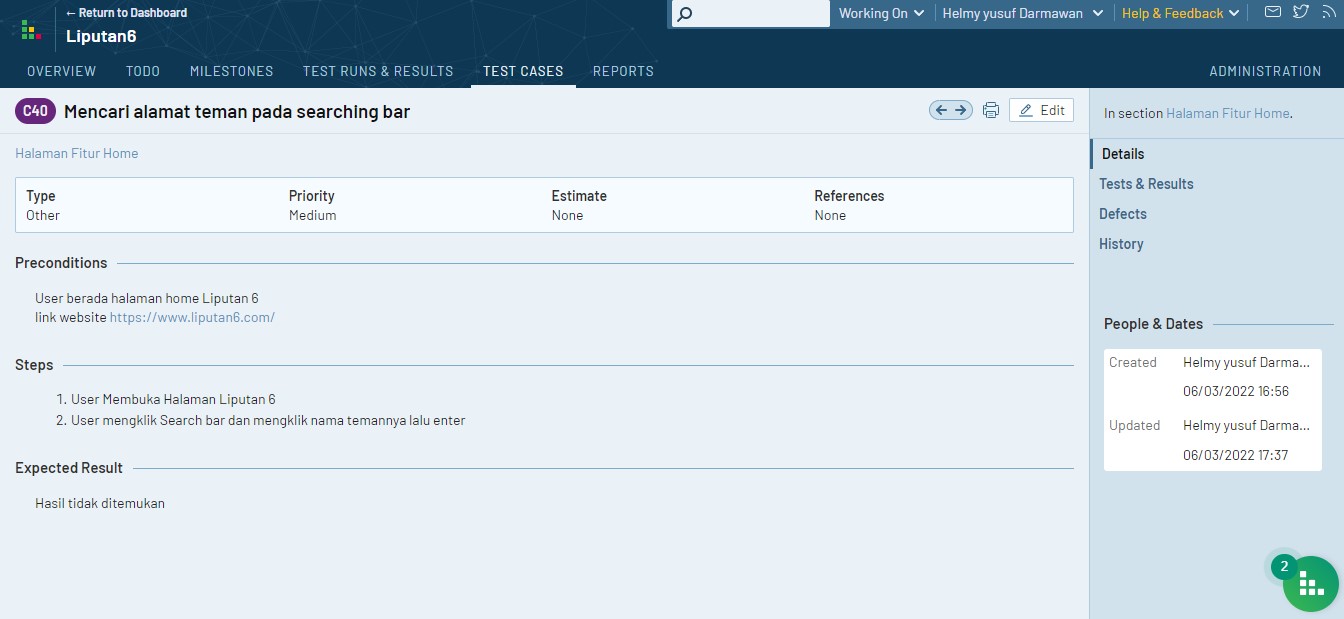 ← Return to Dashboard
Liputan6
Working On
Helmy yusuf Darmawan
Help & Feedback
OVERVIEW
TODO
MILESTONES
TEST RUNS & RESULTS
TEST CASES
REPORTS
ADMINISTRATION
C40 Mencari alamat teman pada searching bar
Edit
Halaman Fitur Home
Type
Other
Priority
Medium
Estimate
None
References
None
Preconditions
User berada halaman home Liputan 6
link website https://www.liputan6.com/
Steps
1. User Membuka Halaman Liputan 6
2. User mengklik Search bar dan mengklik nama temannya lalu enter
Expected Result
Hasil tidak ditemukan
In section Halaman Fitur Home.
Details
Tests & Results
Defects
History
People & Dates
Created Helmy yusuf Darma...
06/03/2022 16:56
Updated Helmy yusuf Darma...
06/03/2022 17:37
2